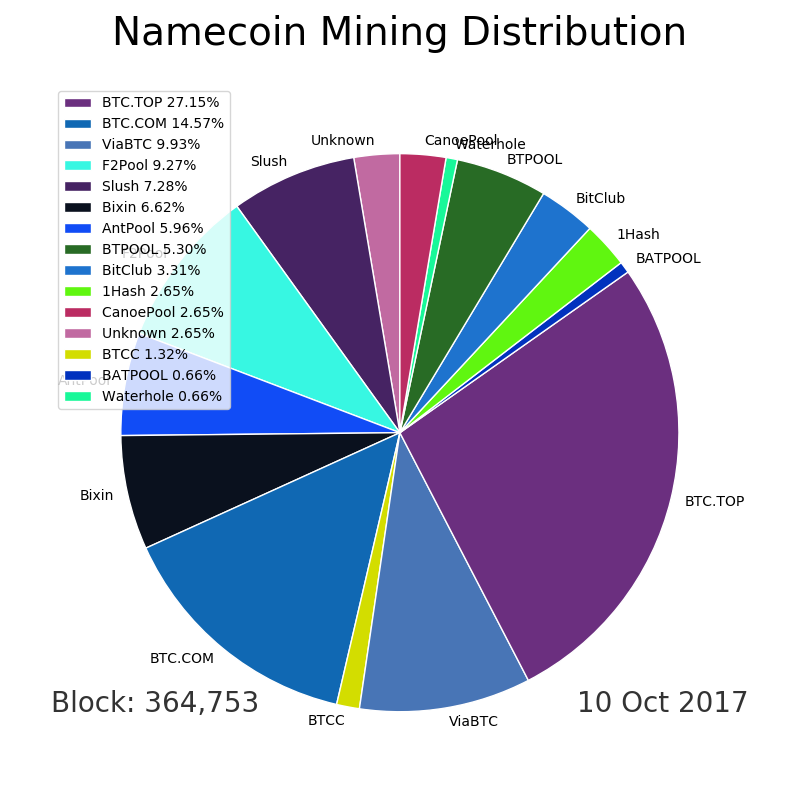 Namecoin Mining Distribution
BTC.TOP 27.15%
BTC.COM 14.57%
ViaBTC 9.93%
F2Pool 9.27%
Slush 7.28%
Bixin 6.62%
AntPool 5.96%
BTPOOL 5.30%
BitClub 3.31%
1Hash 2.65%
CanoePool 2.65%
Unknown 2.65%
BTCC 1.32%
BATPOOL 0.66%
Waterhole 0.66%
Unknown
CanoePool
Waterhole
Slush
BTPOOL
BitClub
1Hash
F2Pool
BATPOOL
AntPool
Bixin
BTC.TOP
BTC.COM
Block: 364,753
10 Oct 2017
BTCC
ViaBTC